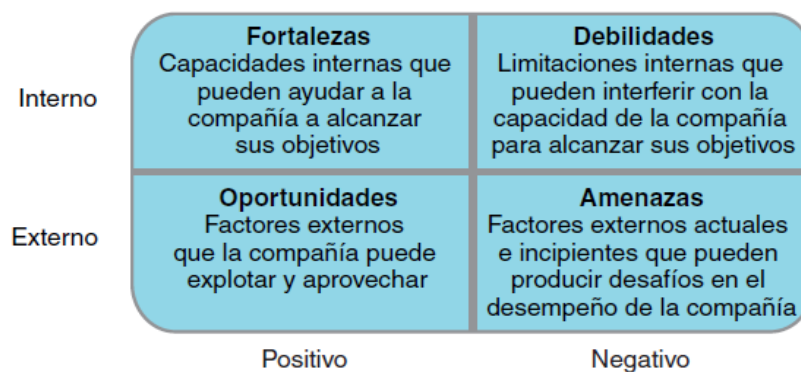 Interno
Fortalezas
Capacidades internas que
pueden ayudar a la
compañía a alcanzar
sus objetivos
Debilidades
Limitaciones internas que
pueden interferir con la
capacidad de la compañía
para alcanzar sus objetivos
Externo
Oportunidades
Factores externos
que la compañía puede
explotar y aprovechar
Amenazas
Factores externos actuales
e incipientes que pueden
producir desafíos en el
desempeño de la compañía
Positivo
Negativo